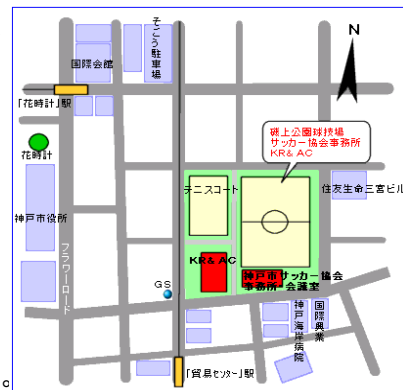 そごう駐車場
国際会館
N
「花時計」駅
磯上公園球技場
サッカー協会事務所
KR& AC
花時計
テニスコート
住友生命三宮ビル
神戸市役所
フラワーロード
KR& AC
神戸市サッカー協会
事務所 会議室
GS
神戸海岸病院
国際興業
「貿易センター」駅